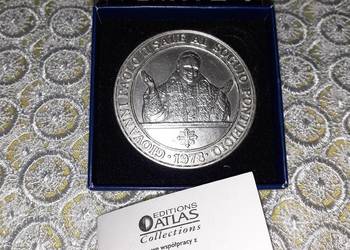 GIOVANNI PAOLO II SALE AL SOGLIO PONTIFICIO · 1978 ·
EDITIONS
ATLAS
Collections
współpracy z